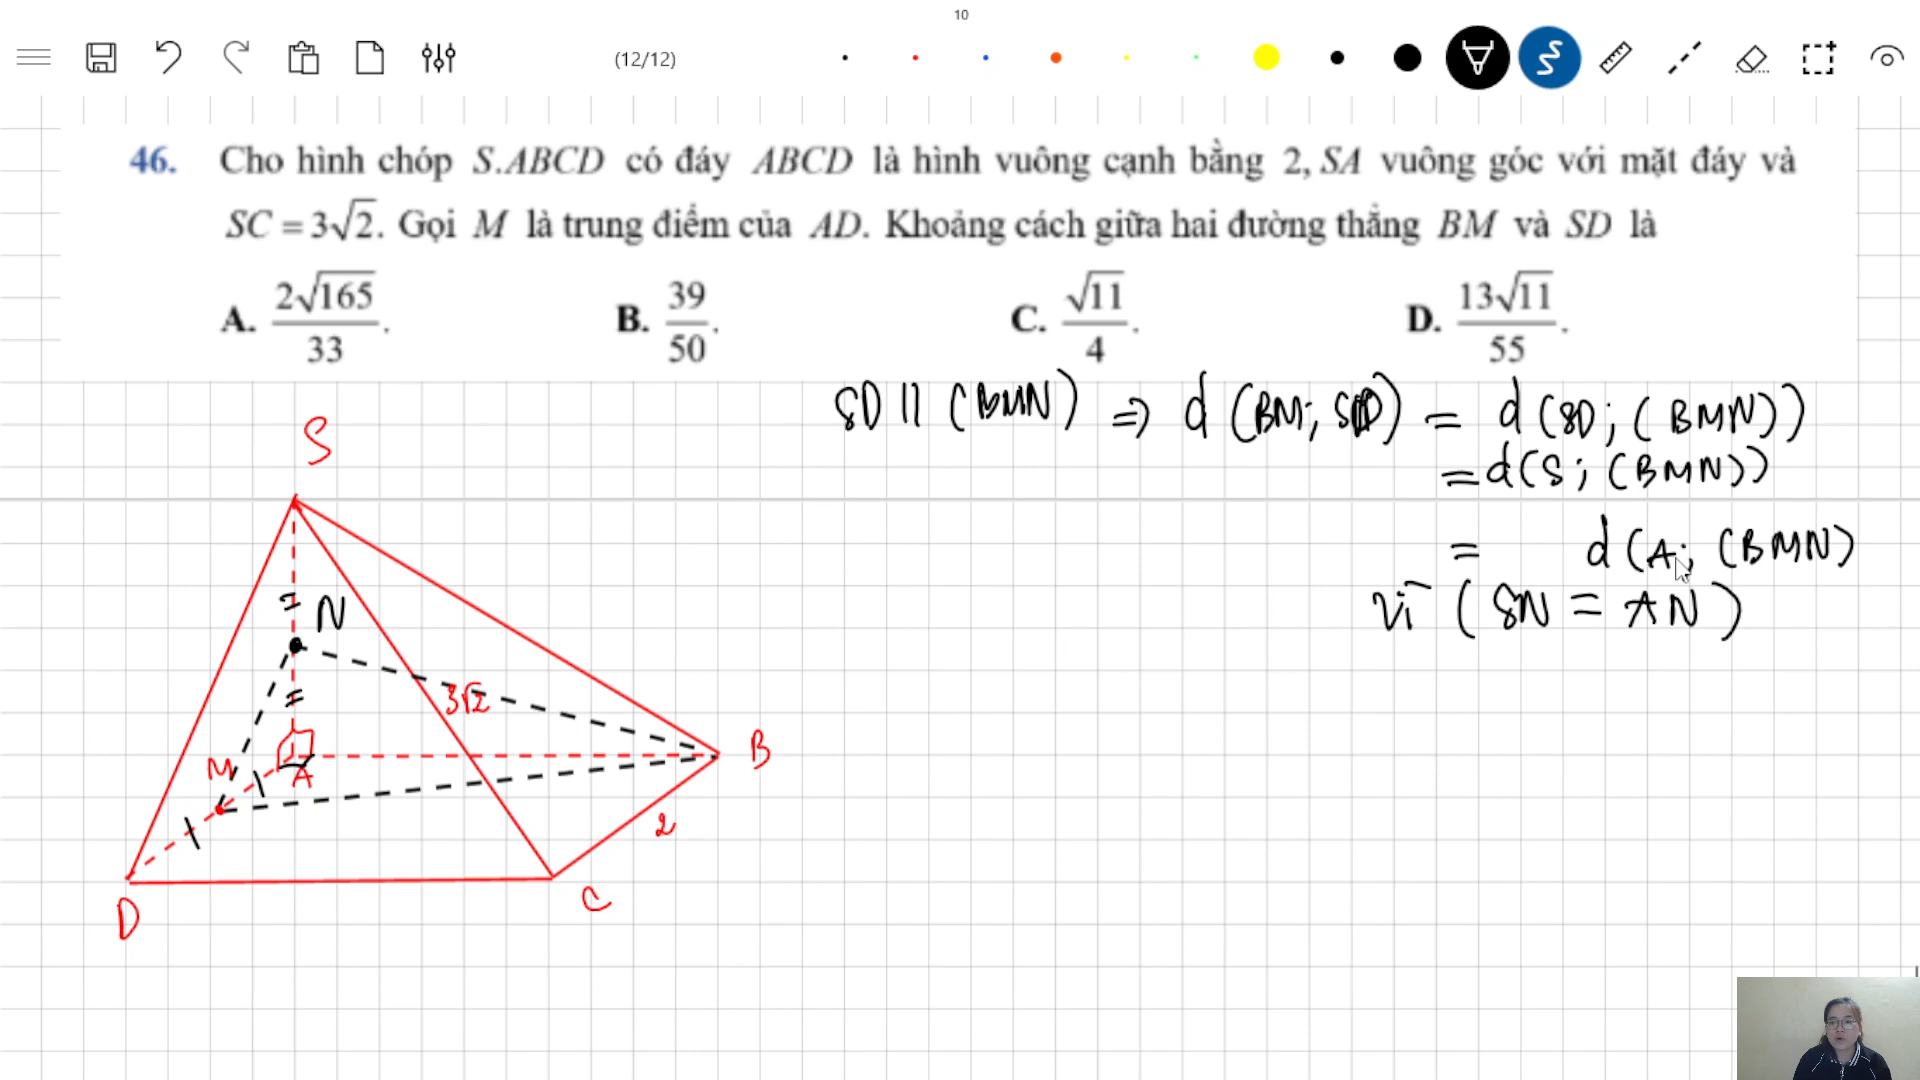 10
(12/12)
46. Cho hình chóp S.ABCD có đáy ABCD là hình vuông cạnh bằng 2, SA vuông góc với mặt đáy và
SC = 3√2. Gọi M là trung điểm của AD. Khoảng cách giữa hai đường thẳng BM và SD là
A. 2√165/33. B. 39/50. C. √11/4. D. 13√11/55.
SD || (BMN) => d (BM; SD) = d (SD; (BMN))
= d(S; (BMN))
= d (A; (BMN)
Vì (SN = AN)
S
N
3√2
M
A
B
2
D
C